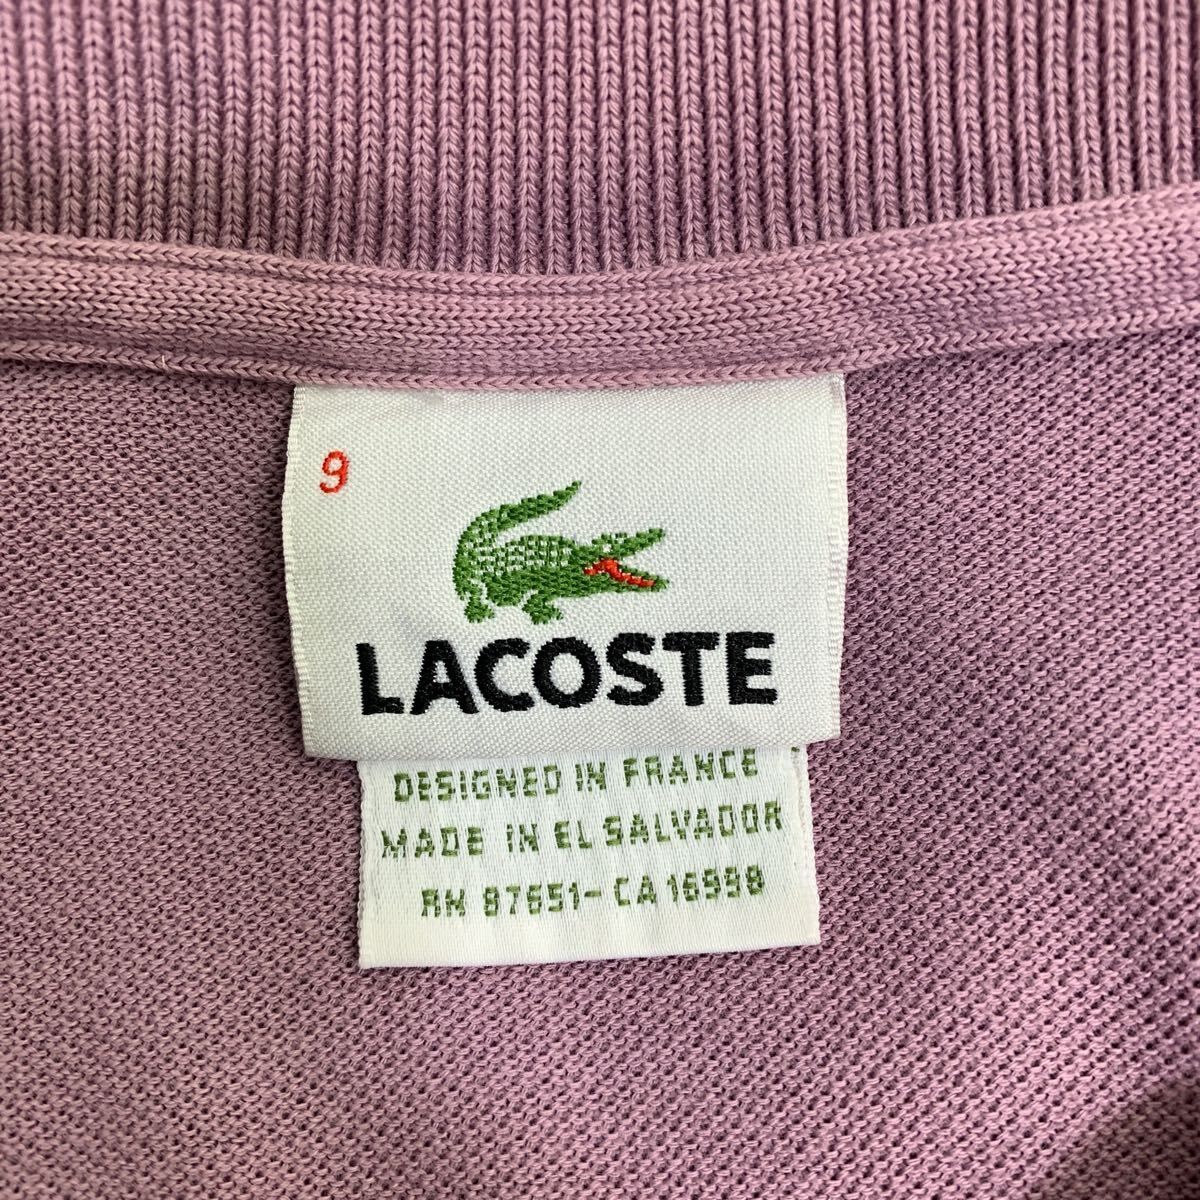 9
LACOSTE
DESIGNED IN FRANCE
MADE IN EL SALVADOR
RN 87651-CA 16998